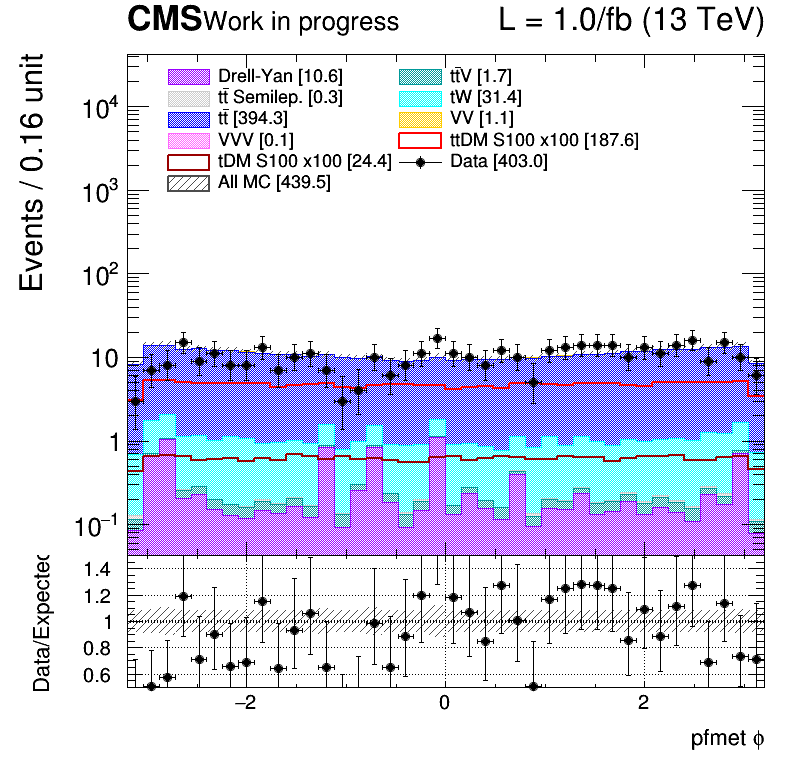 CMS Work in progress L = 1.0/fb (13 TeV)
Events / 0.16 unit
Drell-Yan [10.6] tt̄V [1.7]
tt̄ Semilep. [0.3] tW [31.4]
tt̄ [394.3] VV [1.1]
VVV [0.1] ttDM S100 x100 [187.6]
tDM S100 x100 [24.4] Data [403.0]
All MC [439.5]
10⁴
10³
10²
10
1
10⁻¹
Data/Expected
1.4
1.2
1
0.8
0.6
−2 0 2
pfmet ϕ